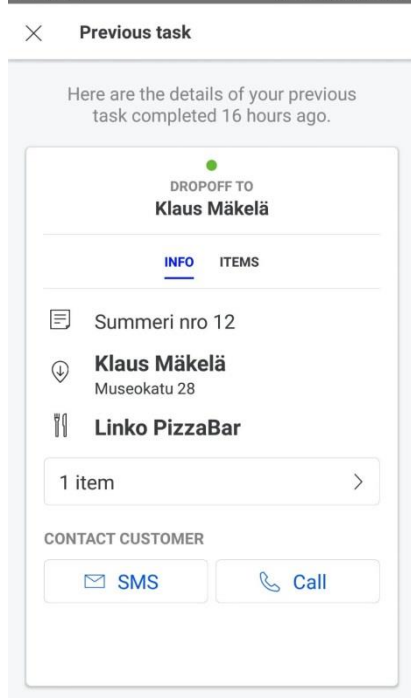 Previous task
Here are the details of your previous
task completed 16 hours ago.
DROPOFF TO
Klaus Mäkelä
INFO ITEMS
Summeri nro 12
Klaus Mäkelä
Museokatu 28
Linko PizzaBar
1 item
CONTACT CUSTOMER
SMS Call